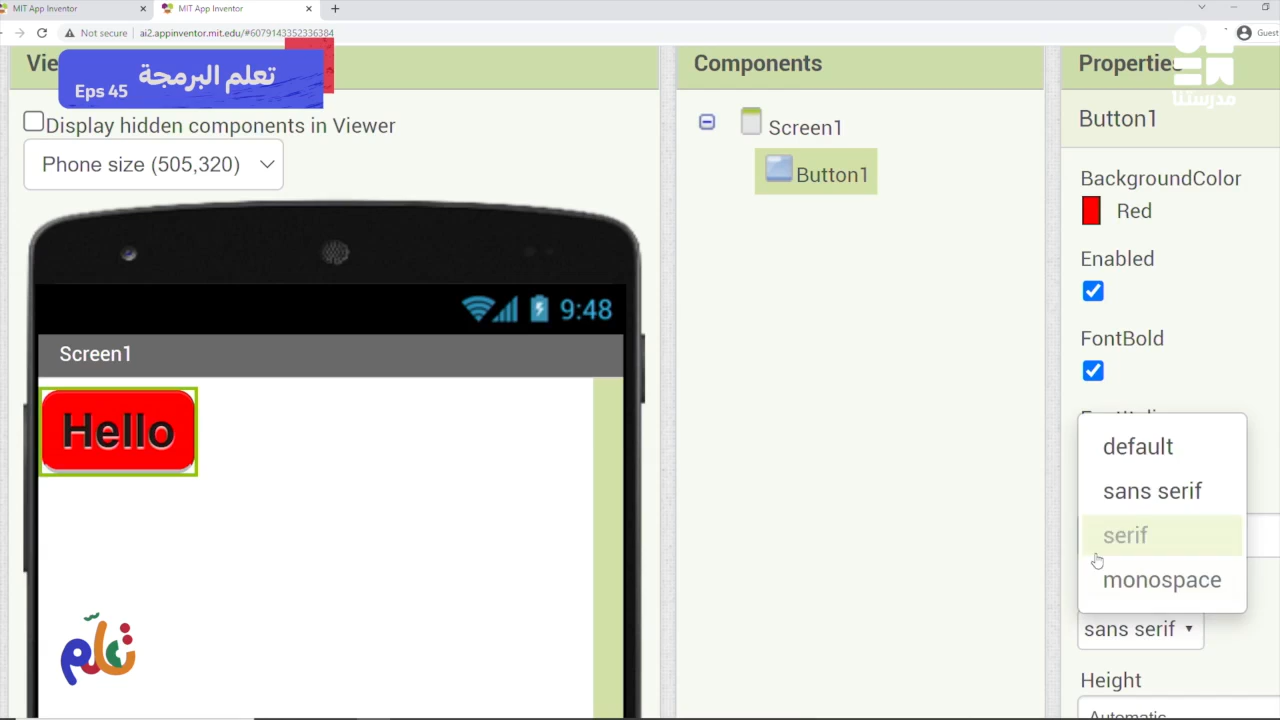 MIT App Inventor
MIT App Inventor
Not secure
ai2.appinventor.mit.edu/#6079143352336384
Guest
تعلم البرمجة
Eps 45
Components
Properties
مدرستنا
Display hidden components in Viewer
Phone size (505,320)
Screen1
Button1
Button1
BackgroundColor
Red
Enabled
FontBold
9:48
Screen1
Hello
default
sans serif
serif
monospace
sans serif
Height
Automatic
نتعلم